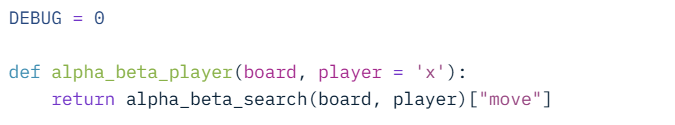 DEBUG = 0

def alpha_beta_player(board, player = 'x'):
    return alpha_beta_search(board, player)["move"]